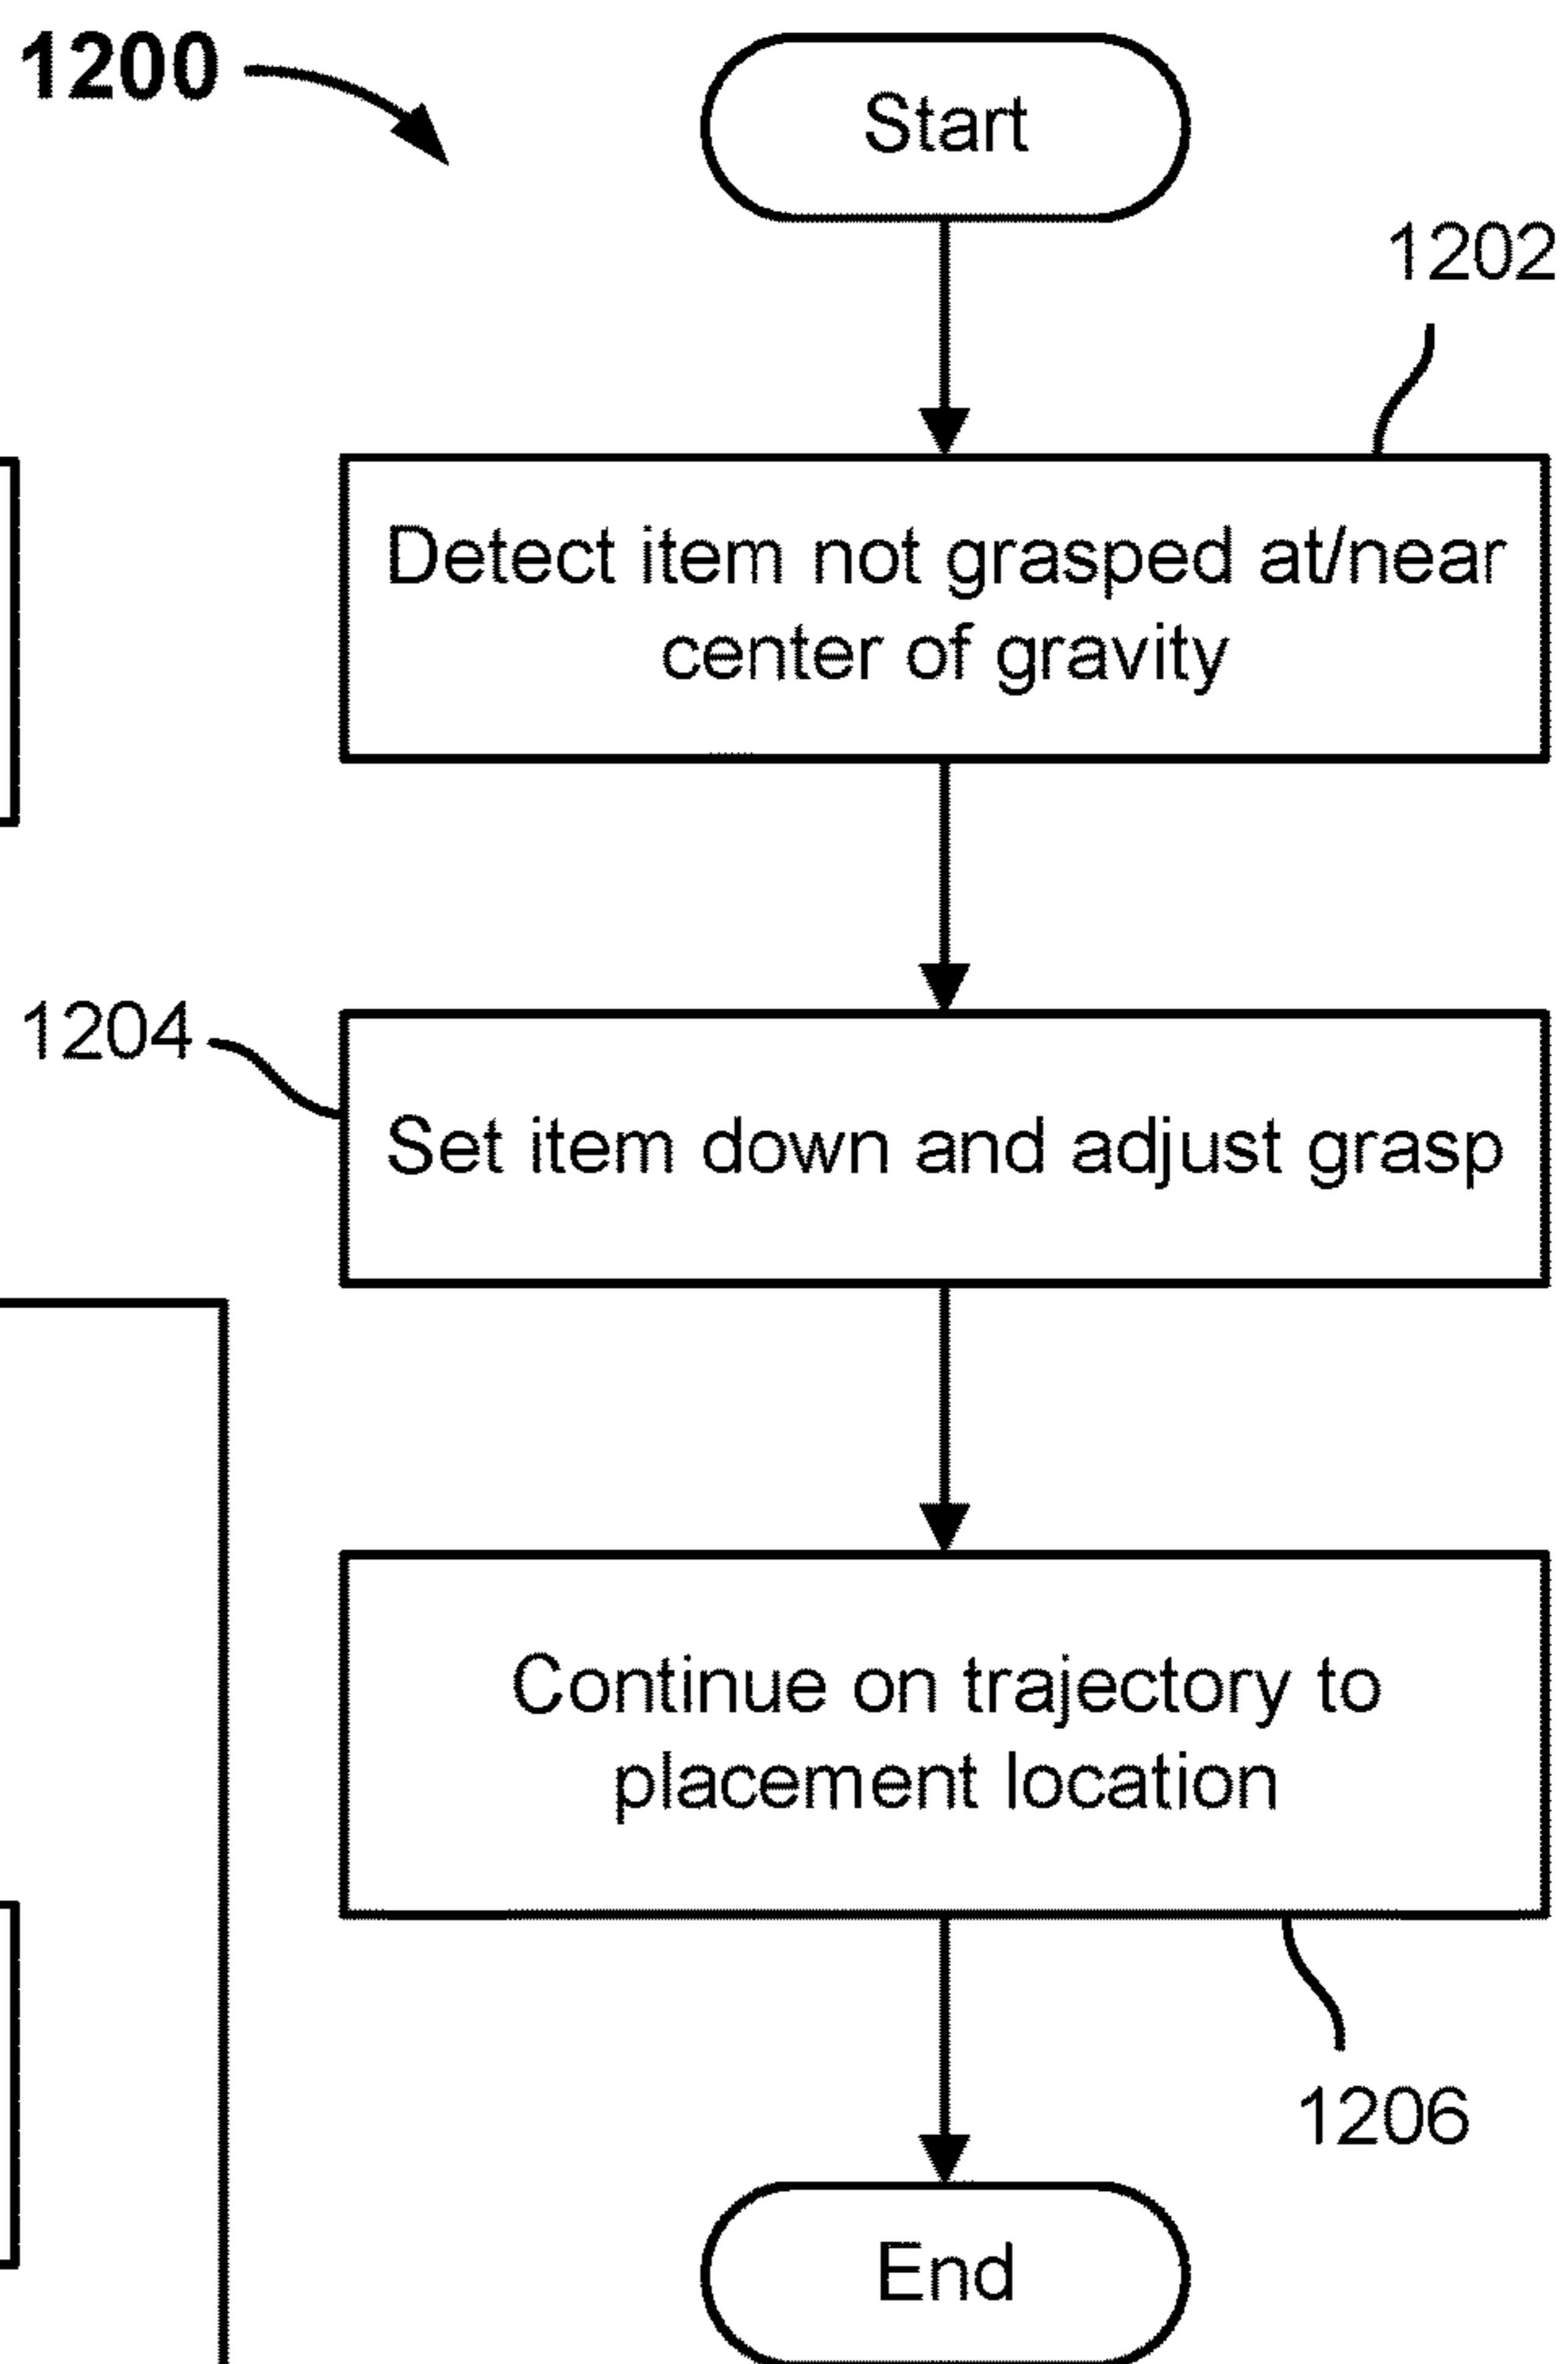 1200
Start
1202
Detect item not grasped at/near
center of gravity
1204
Set item down and adjust grasp
Continue on trajectory to
placement location
1206
End